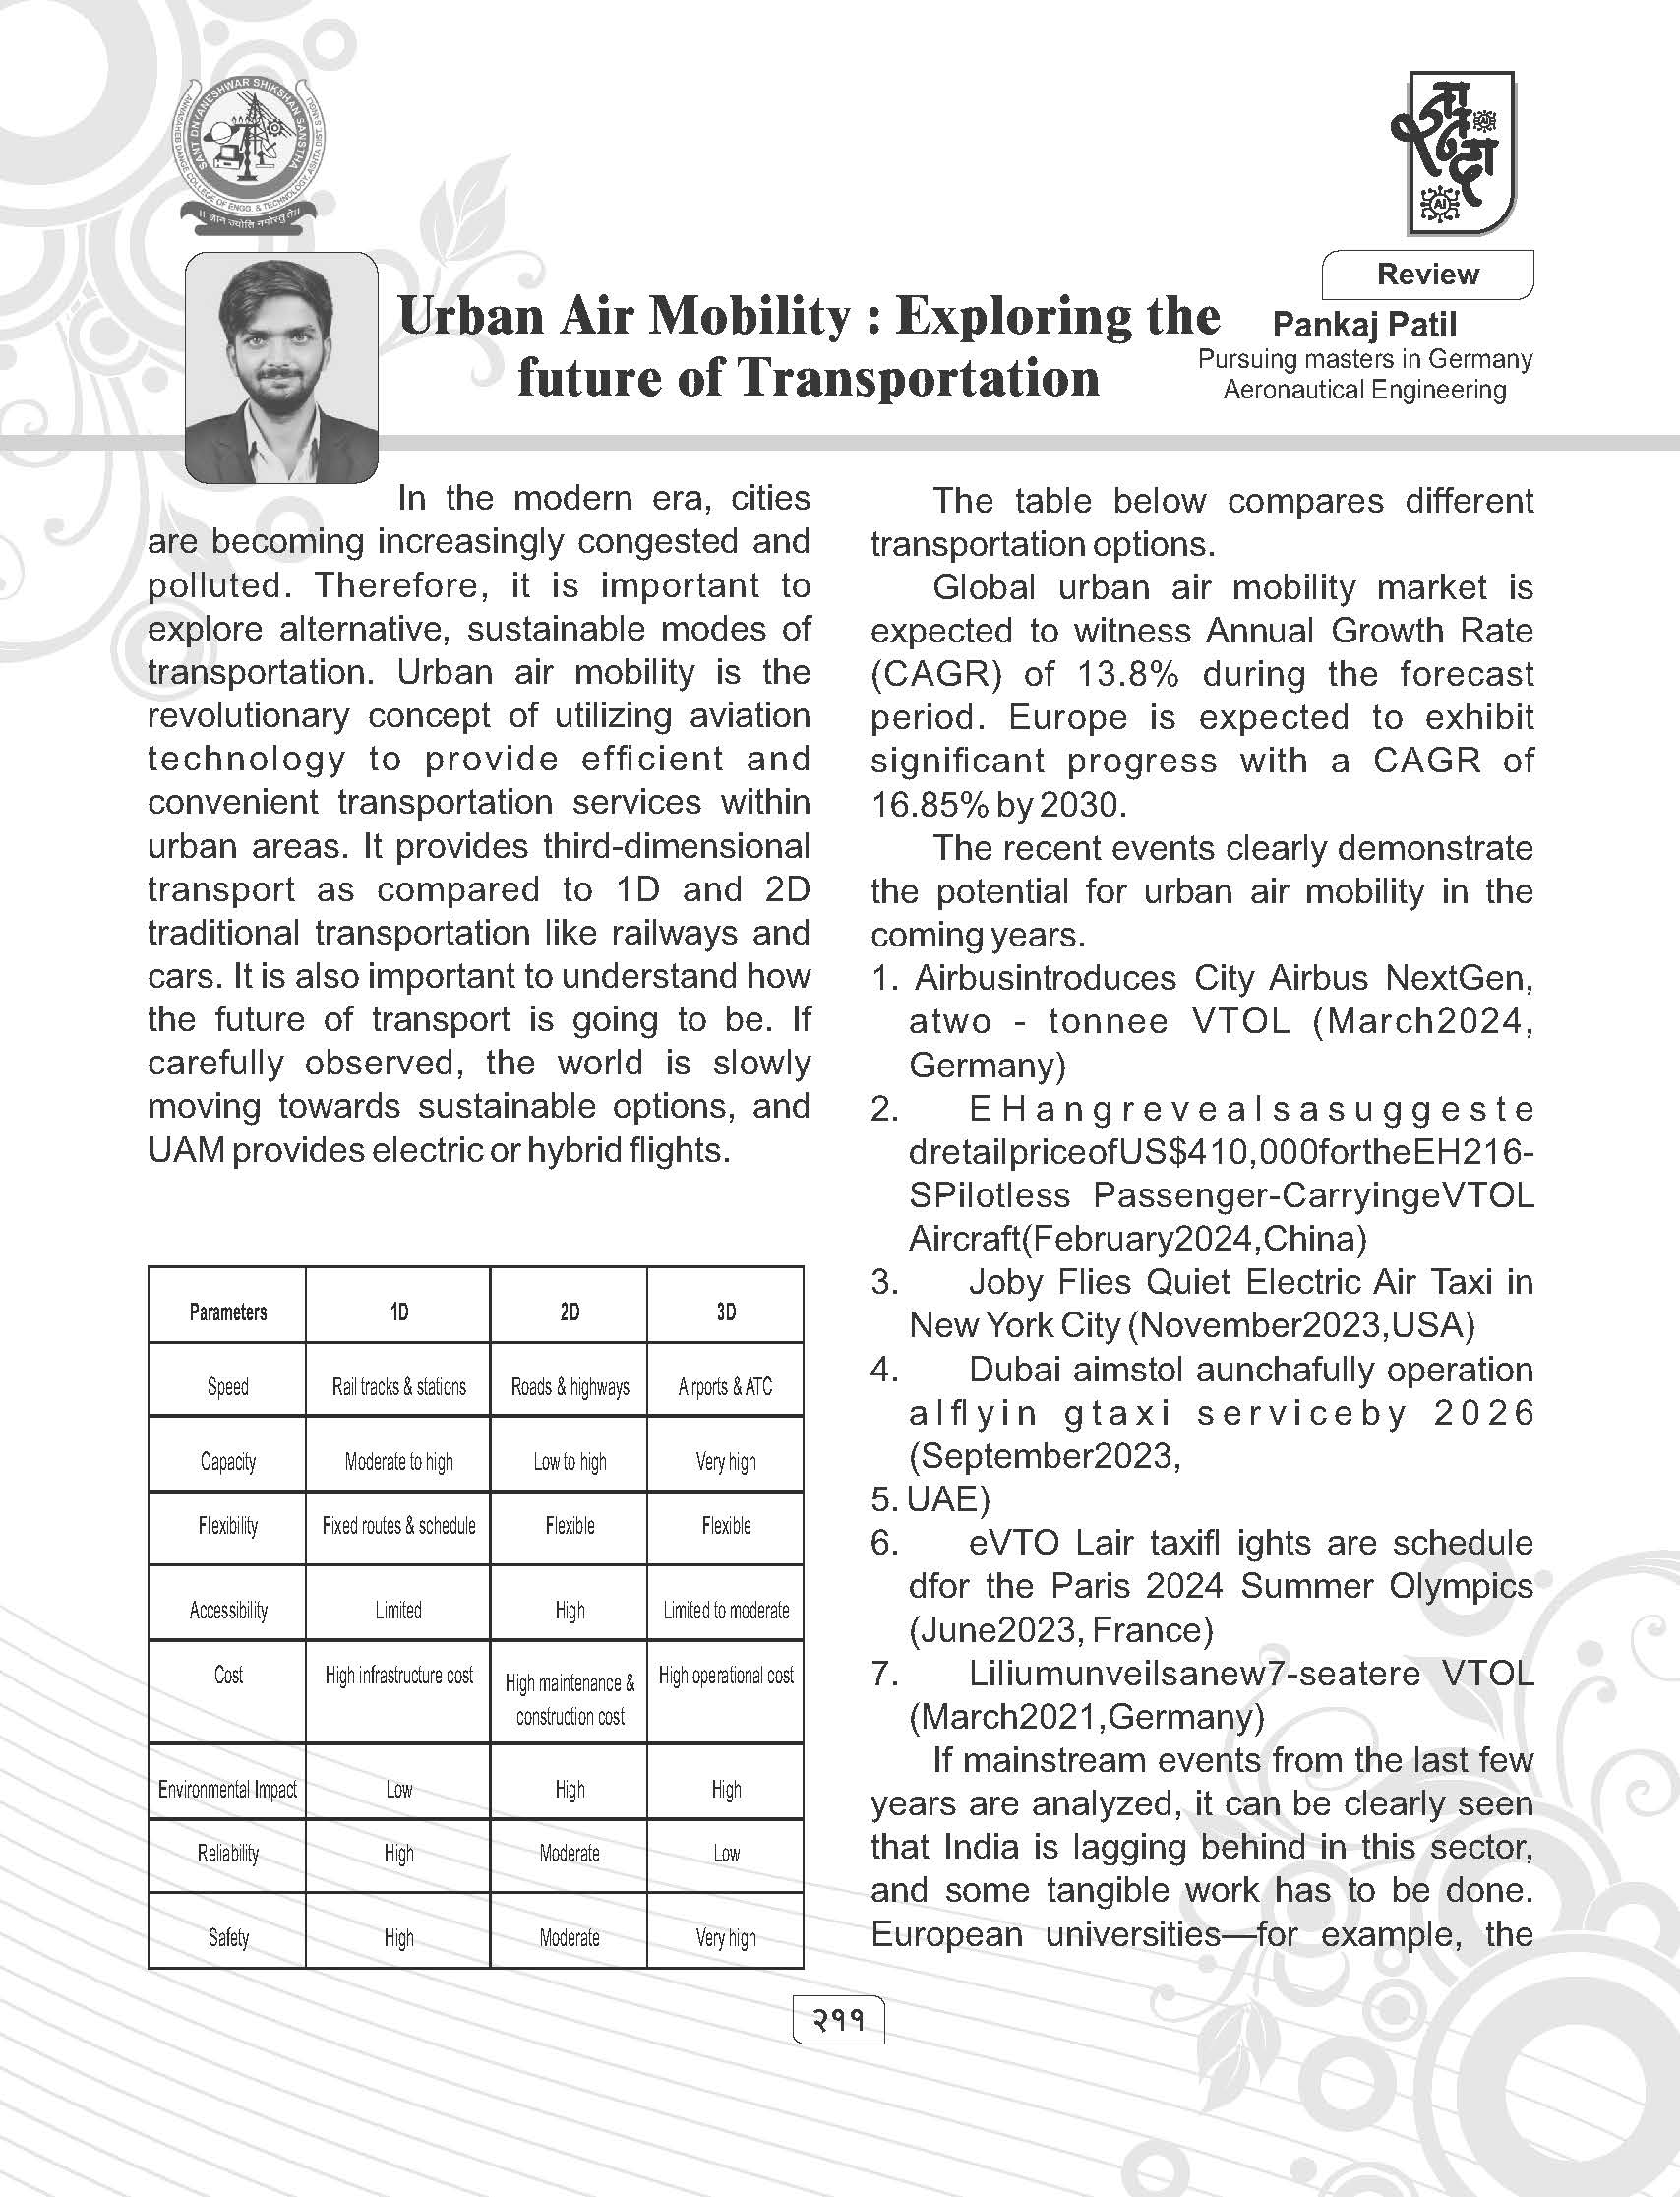 SANT DNYANESHWAR SHIKSHAN SANSTHA
ANNASAHEB DANGE COLLEGE OF ENGG. & TECHNOLOGY, ASHTA DIST. SANGLI
AI
AI
Review
Urban Air Mobility : Exploring the
future of Transportation
Pankaj Patil
Pursuing masters in Germany
Aeronautical Engineering
In the modern era, cities
are becoming increasingly congested and
polluted. Therefore, it is important to
explore alternative, sustainable modes of
transportation. Urban air mobility is the
revolutionary concept of utilizing aviation
technology to provide efficient and
convenient transportation services within
urban areas. It provides third-dimensional
transport as compared to 1D and 2D
traditional transportation like railways and
cars. It is also important to understand how
the future of transport is going to be. If
carefully observed, the world is slowly
moving towards sustainable options, and
UAM provides electric or hybrid flights.
Parameters 1D 2D 3D
Speed Rail tracks & stations Roads & highways Airports & ATC
Capacity Moderate to high Low to high Very high
Flexibility Fixed routes & schedule Flexible Flexible
Accessibility Limited High Limited to moderate
Cost High infrastructure cost High maintenance & High operational cost
construction cost
Environmental Impact Low High High
Reliability High Moderate Low
Safety High Moderate Very high
The table below compares different
transportation options.
Global urban air mobility market is
expected to witness Annual Growth Rate
(CAGR) of 13.8% during the forecast
period. Europe is expected to exhibit
significant progress with a CAGR of
16.85% by 2030.
The recent events clearly demonstrate
the potential for urban air mobility in the
coming years.
1. Airbusintroduces City Airbus NextGen,
atwo - tonnee VTOL (March2024,
Germany)
2. EHangrevealsasuggeste
dretailpriceofUS$410,000fortheEH216-
SPilotless Passenger-CarryingeVTOL
Aircraft(February2024,China)
3. Joby Flies Quiet Electric Air Taxi in
New York City (November2023,USA)
4. Dubai aimstol aunchafully operation
alflyin gtaxi serviceby 2026
(September2023,
5. UAE)
6. eVTO Lair taxifl ights are schedule
dfor the Paris 2024 Summer Olympics
(June2023, France)
7. Liliumunveilsanew7-seatere VTOL
(March2021,Germany)
If mainstream events from the last few
years are analyzed, it can be clearly seen
that India is lagging behind in this sector,
and some tangible work has to be done.
European universities—for example, the
२११